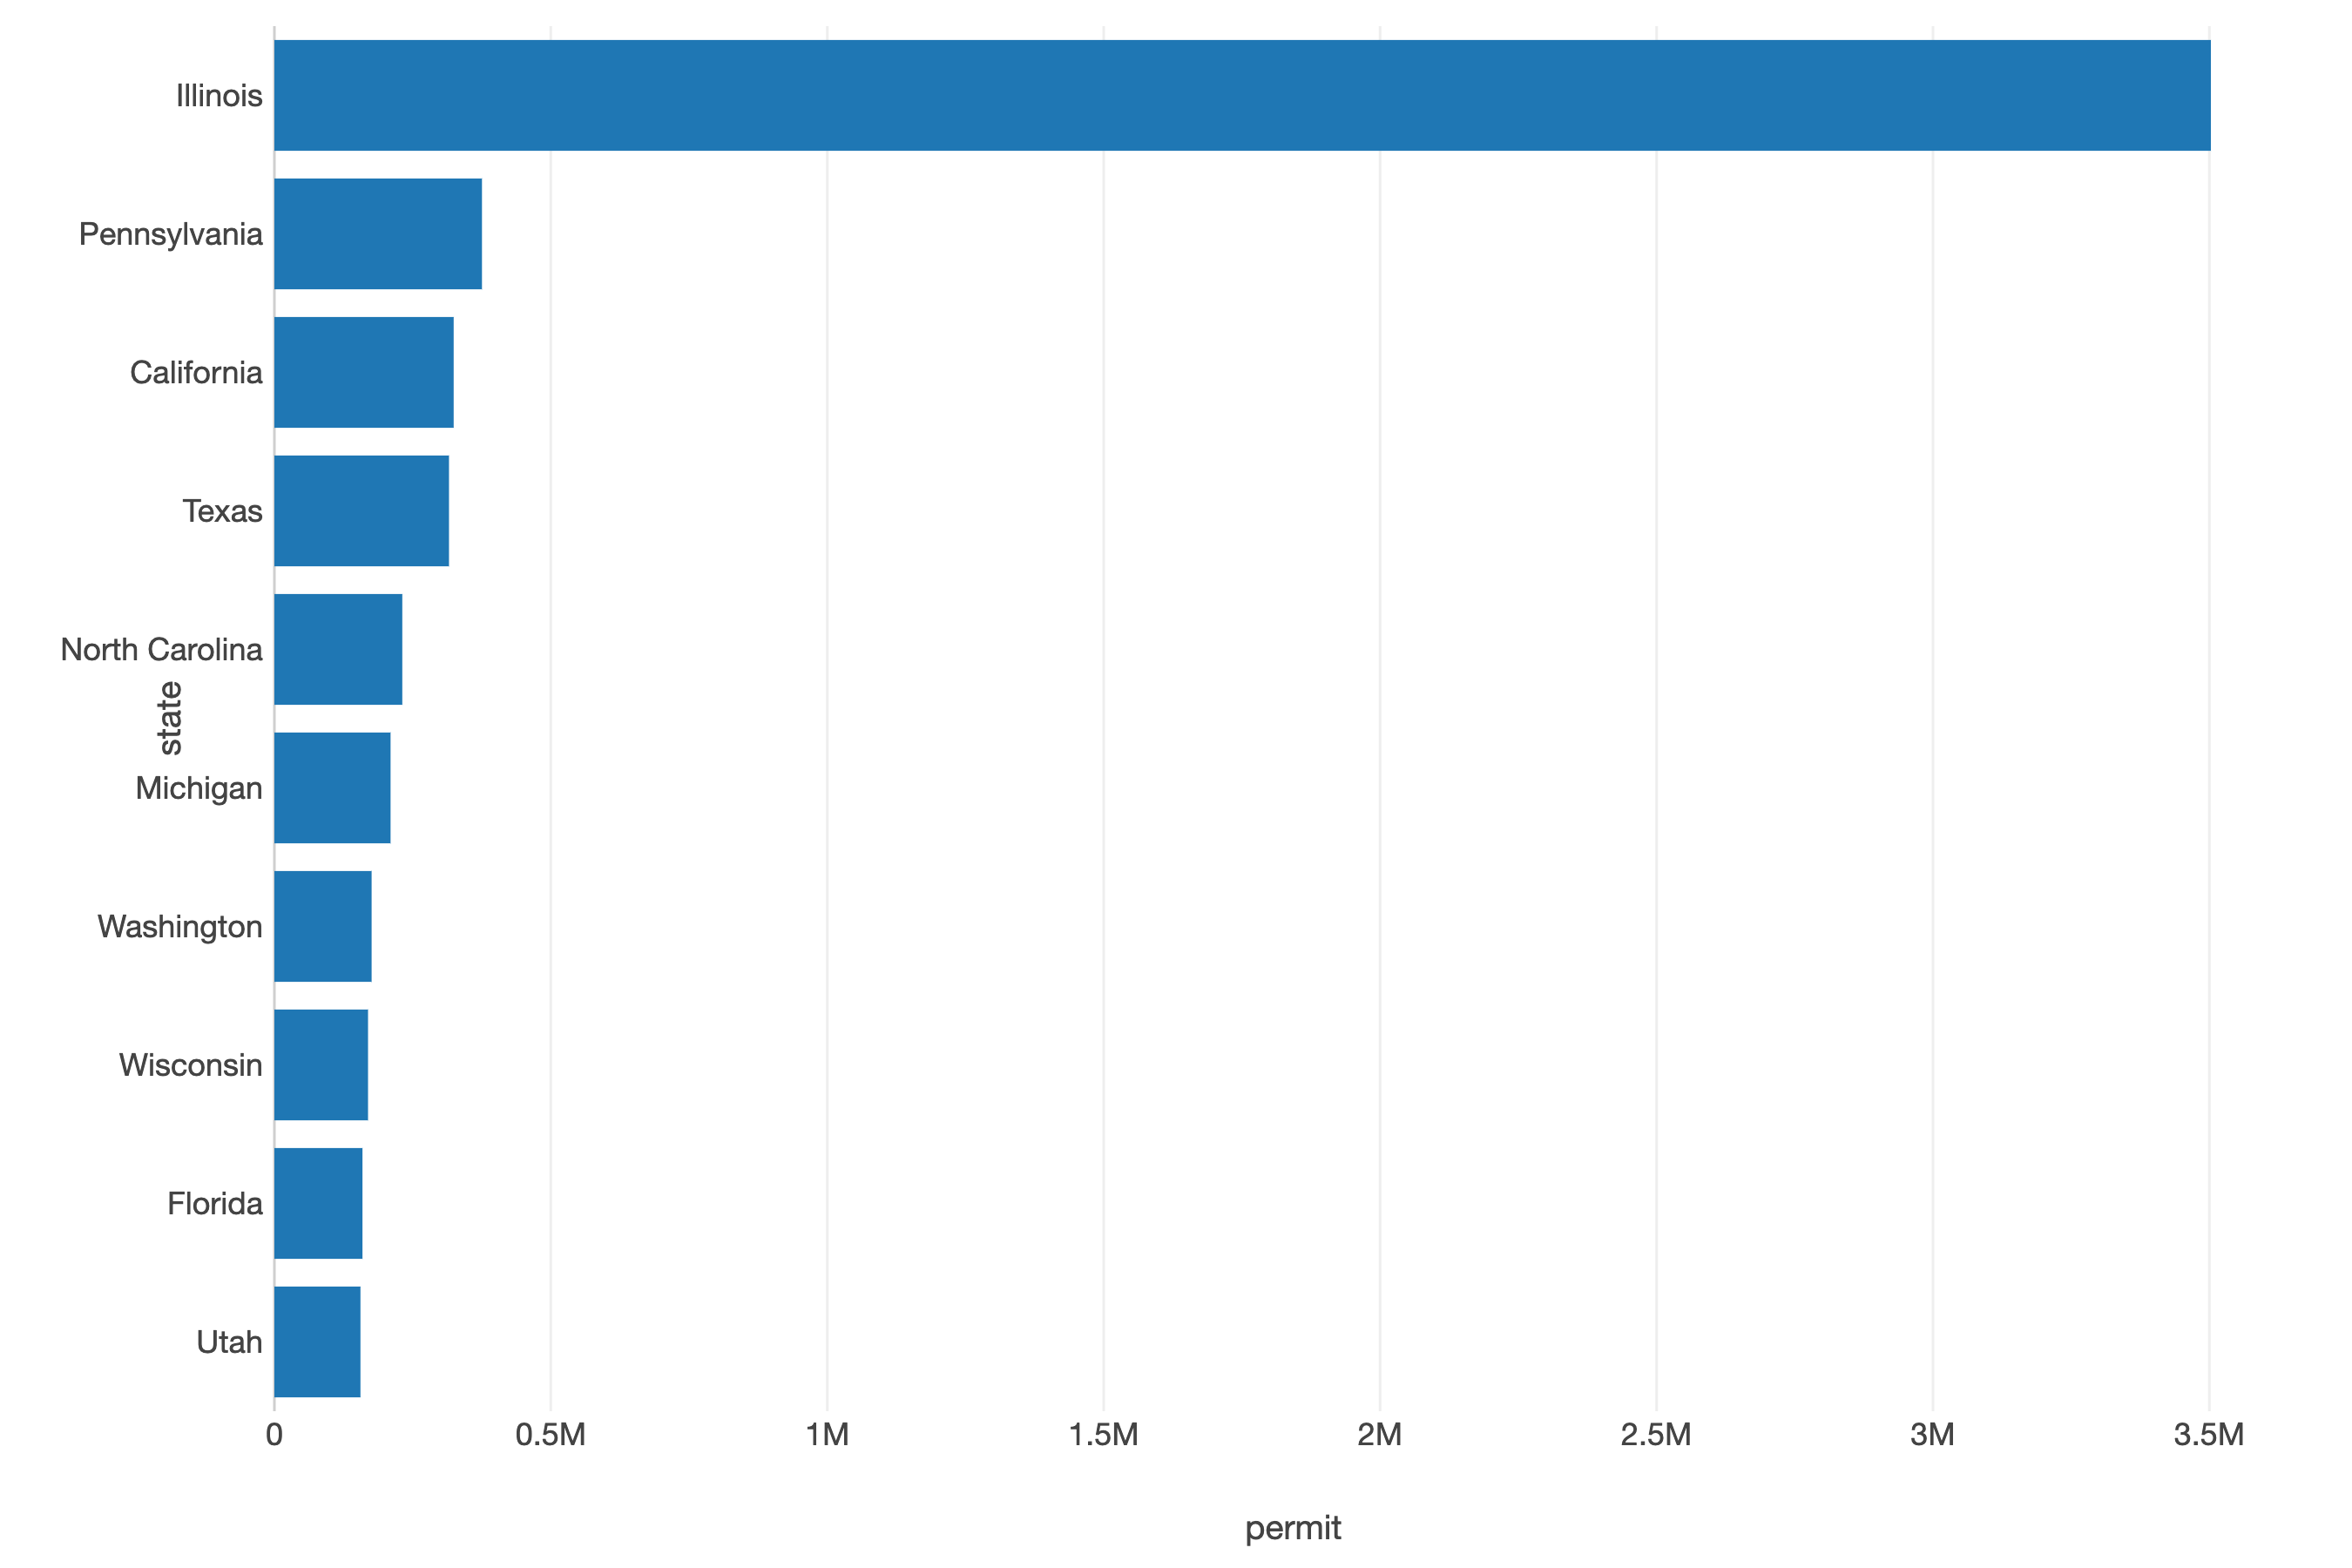 Illinois
Pennsylvania
California
Texas
North Carolina
state
Michigan
Washington
Wisconsin
Florida
Utah
0 0.5M 1M 1.5M 2M 2.5M 3M 3.5M
permit